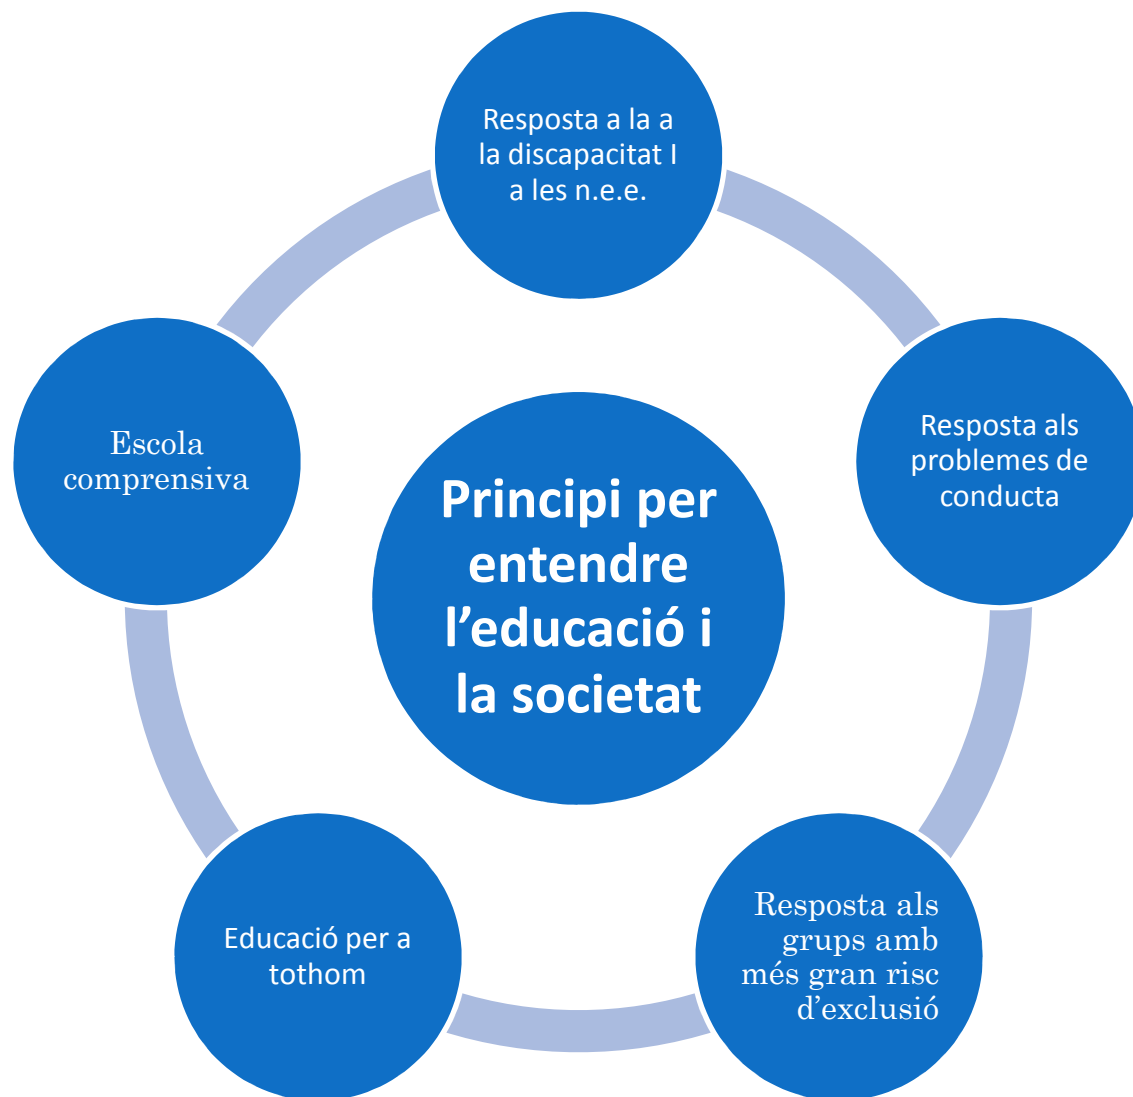 Resposta a la a
la discapacitat I
a les n.e.e.
Resposta als
problemes de
conducta
Resposta als
grups amb
més gran risc
d’exclusió
Educació per a
tothom
Escola
comprensiva
Principi per
entendre
l’educació i
la societat